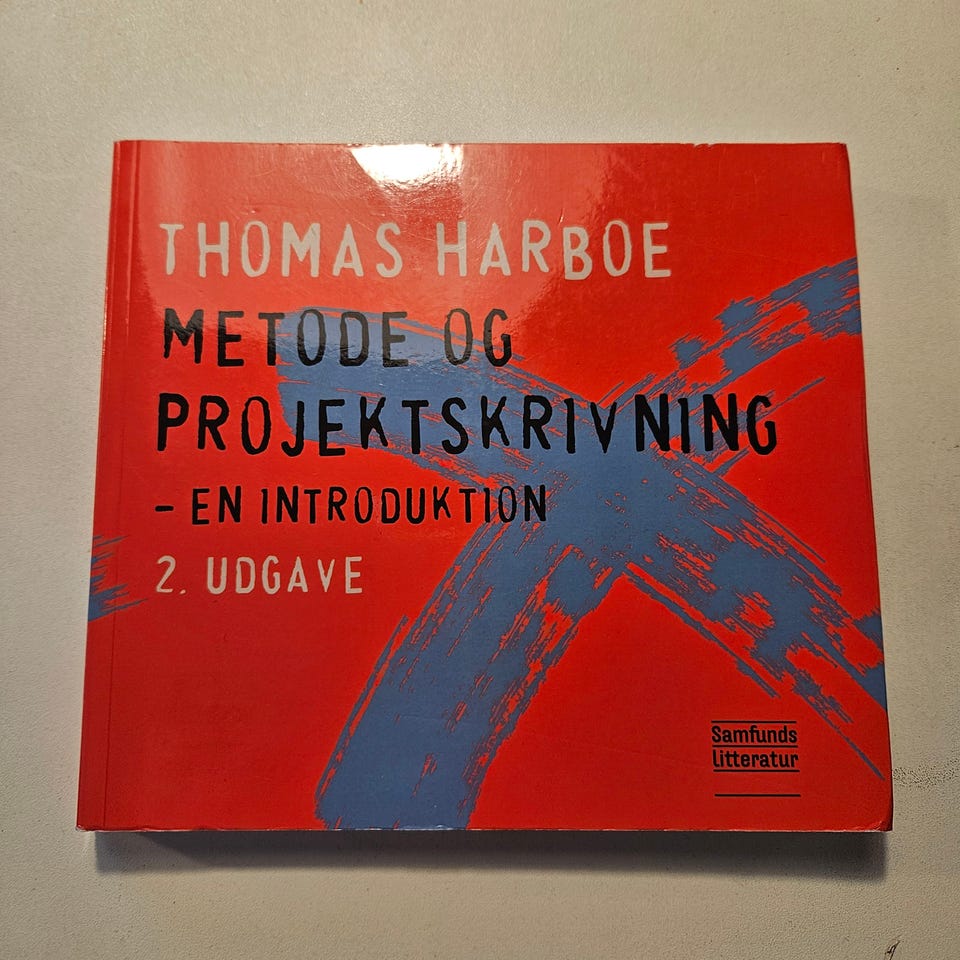 THOMAS HARBOE
METODE OG
PROJEKTSKRIVNING
- EN INTRODUKTION
2. UDGAVE
Samfunds
litteratur